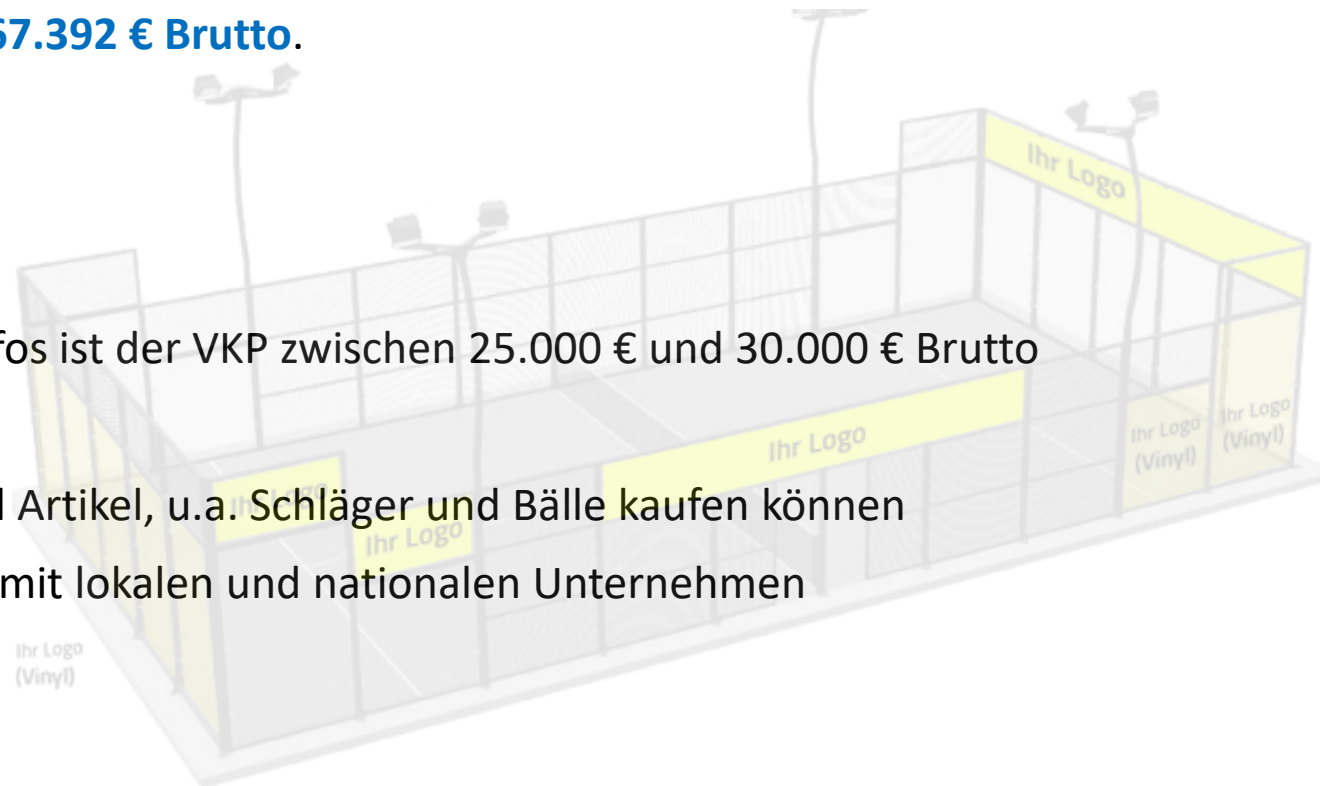 67.392 € Brutto.
Ihr Logo
fos ist der VKP zwischen 25.000 € und 30.000 € Brutto
Ihr Logo
Ihr Logo
(Vinyl)
Ihr Logo
(Vinyl)
Ihr Logo
Artikel, u.a. Schläger und Bälle kaufen können
Ihr Logo
mit lokalen und nationalen Unternehmen
Ihr Logo
(Vinyl)